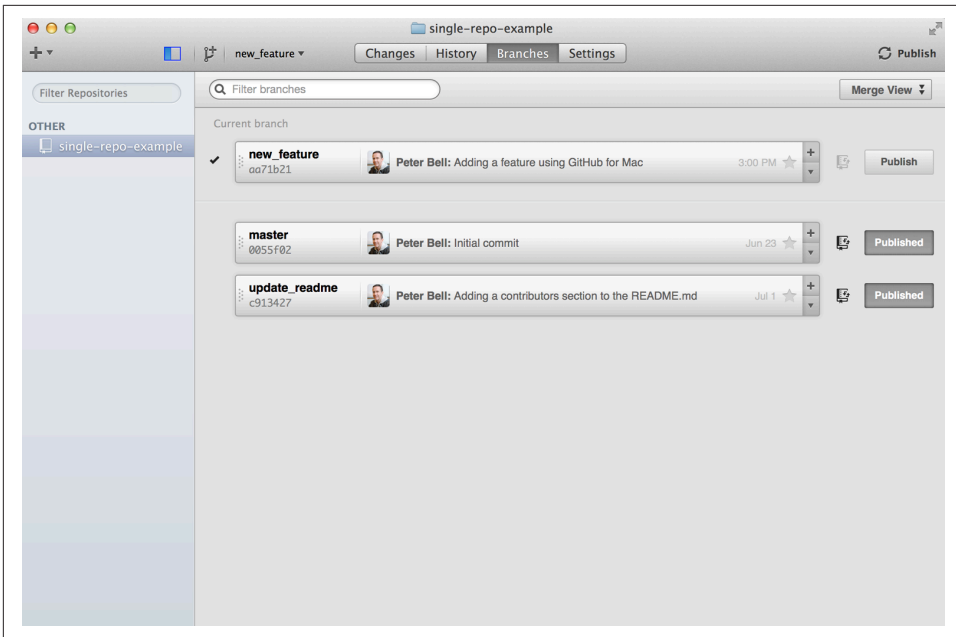 single-repo-example
new_feature
Changes History Branches Settings
Publish
Filter Repositories
Filter branches
Merge View
OTHER
single-repo-example
Current branch
new_feature
aa71b21
Peter Bell: Adding a feature using GitHub for Mac
3:00 PM
Publish
master
0055f02
Peter Bell: Initial commit
Jun 23
Published
update_readme
c913427
Peter Bell: Adding a contributors section to the README.md
Jul 1
Published